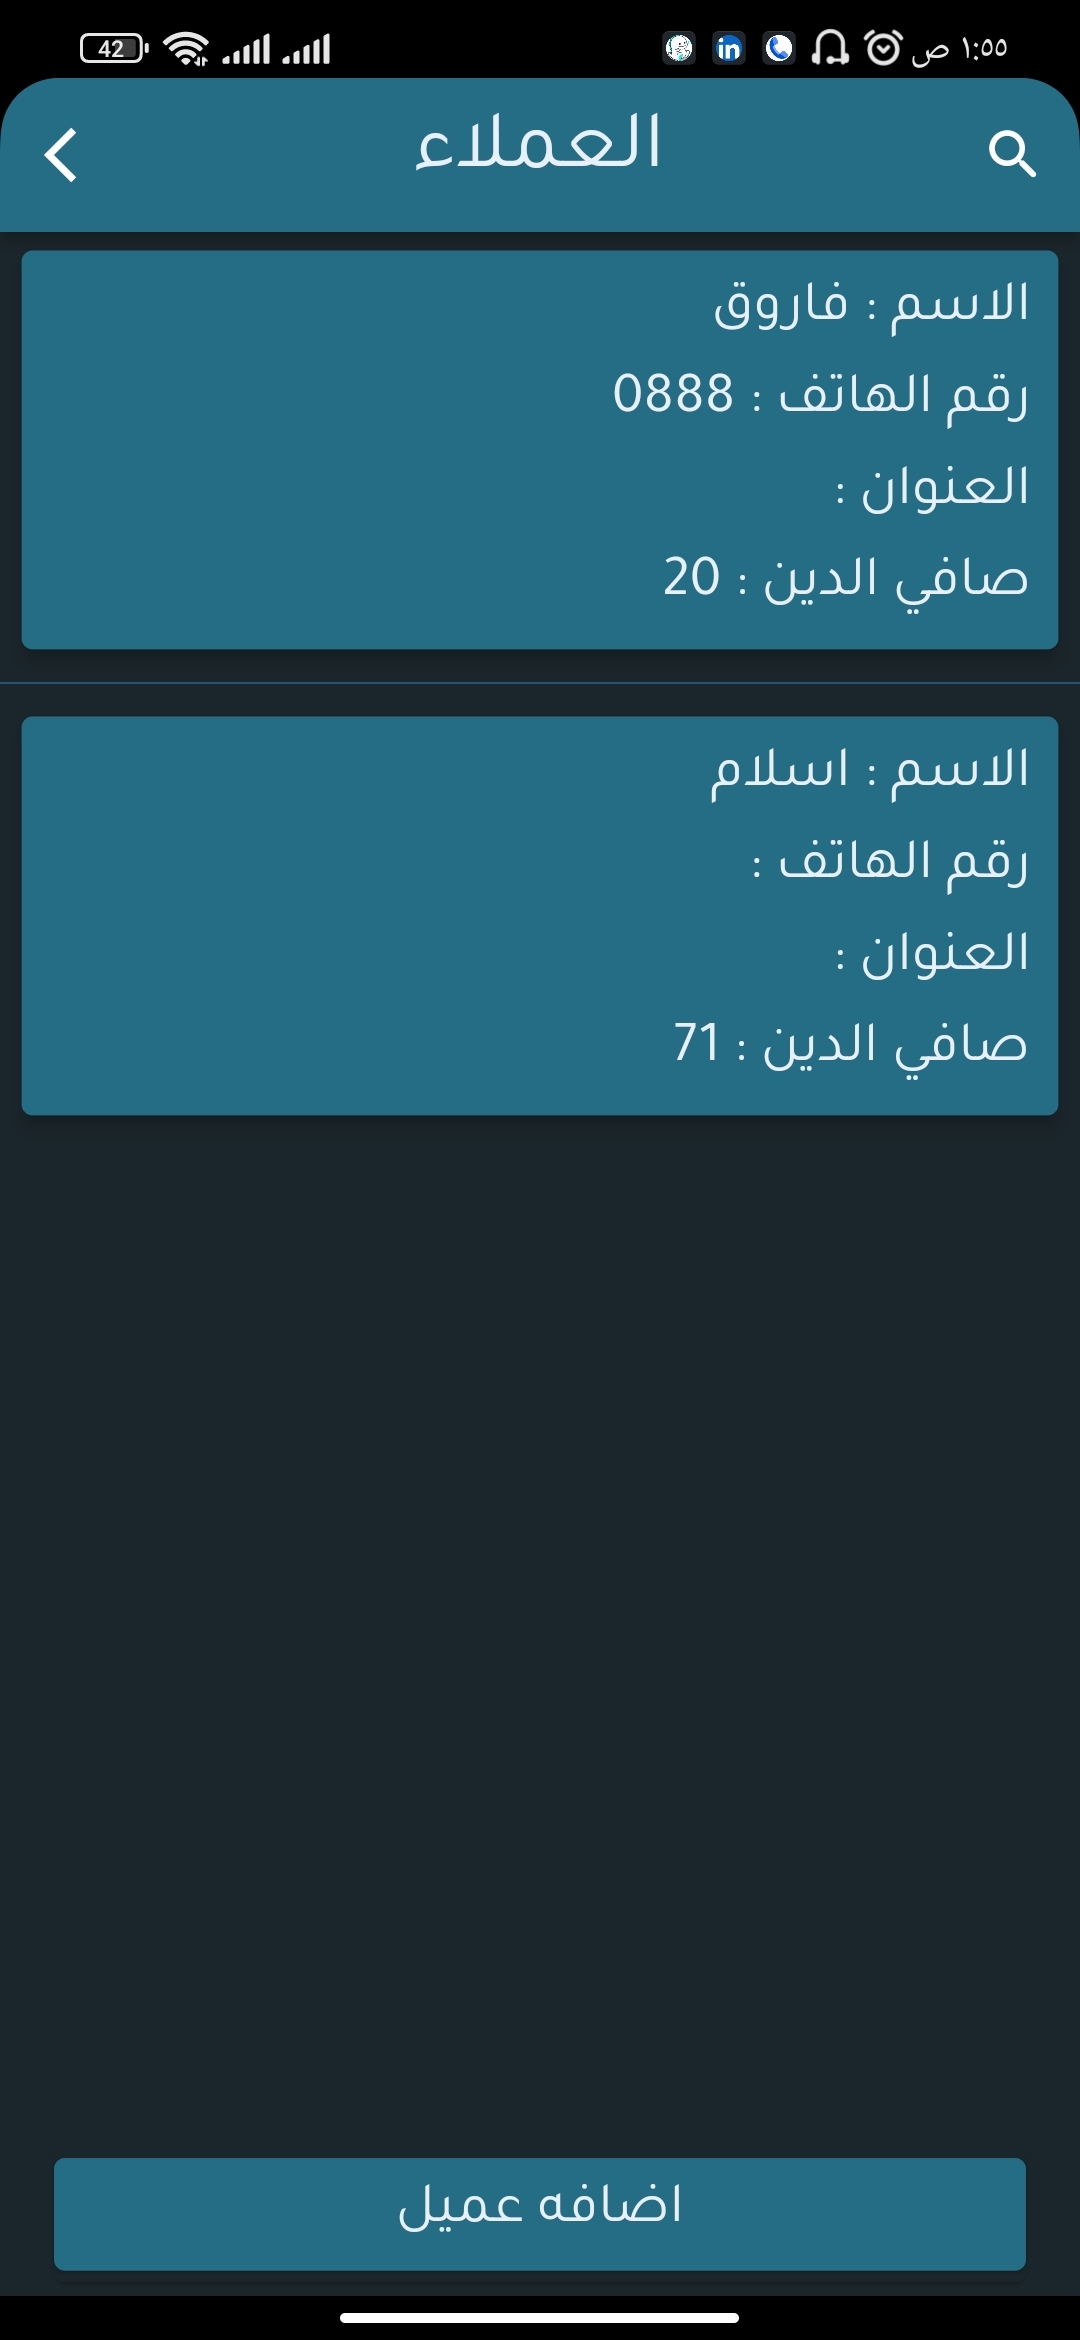 42
١:٥٥ ص
العملاء
الاسم : فاروق
رقم الهاتف : 0888
العنوان :
صافي الدين : 20
الاسم : اسلام
رقم الهاتف :
العنوان :
صافي الدين : 71
اضافه عميل